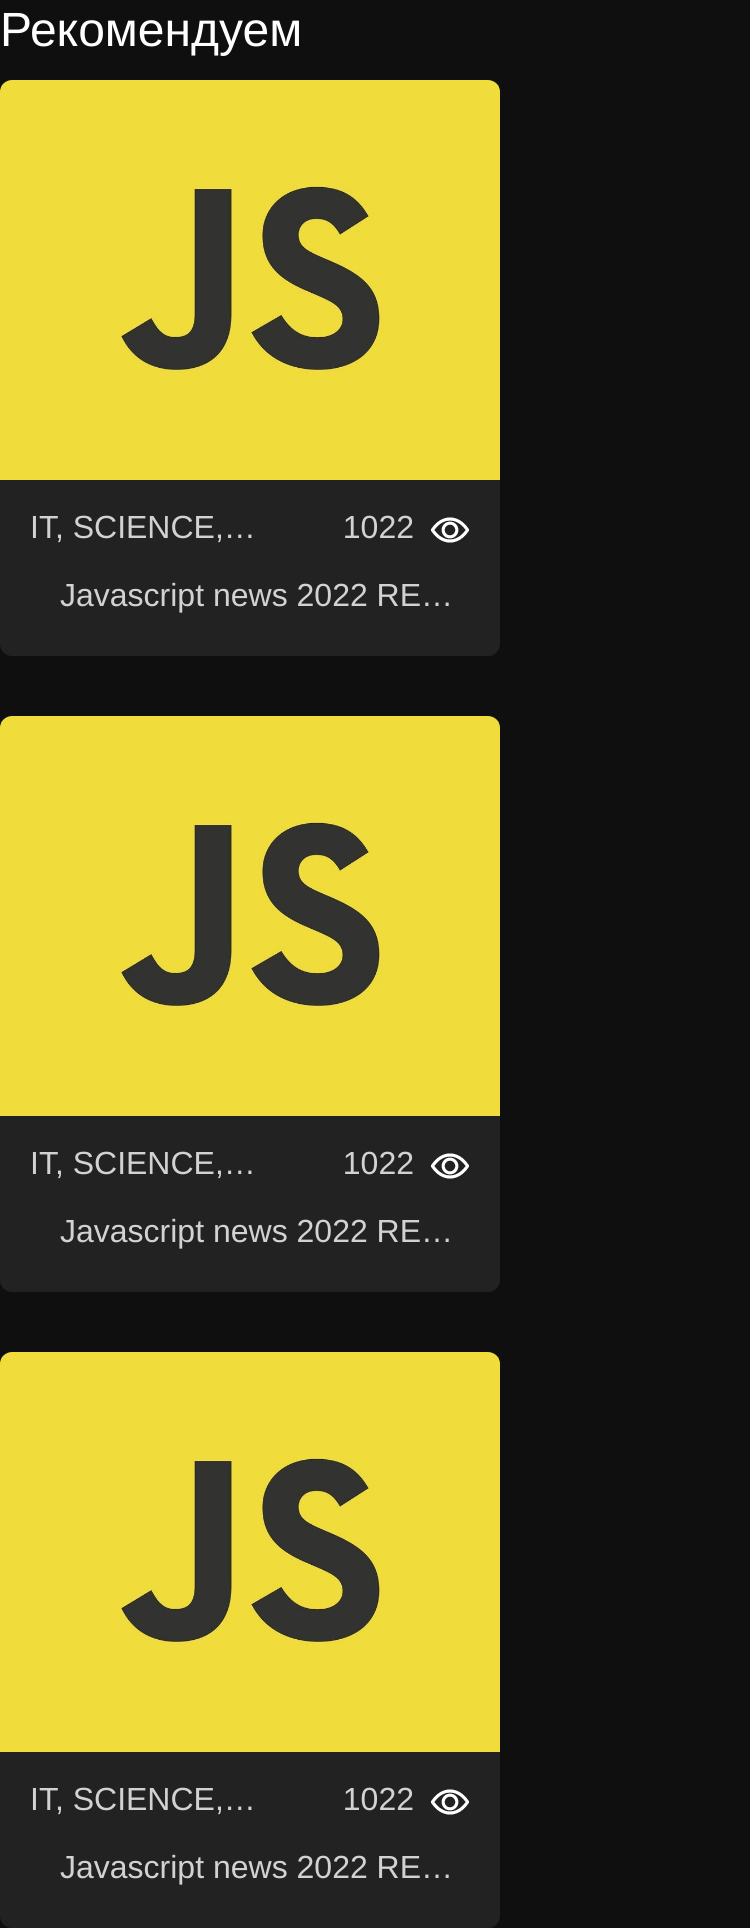 Рекомендуем
JS
IT, SCIENCE,… 1022
Javascript news 2022 RE…
JS
IT, SCIENCE,… 1022
Javascript news 2022 RE…
JS
IT, SCIENCE,… 1022
Javascript news 2022 RE…